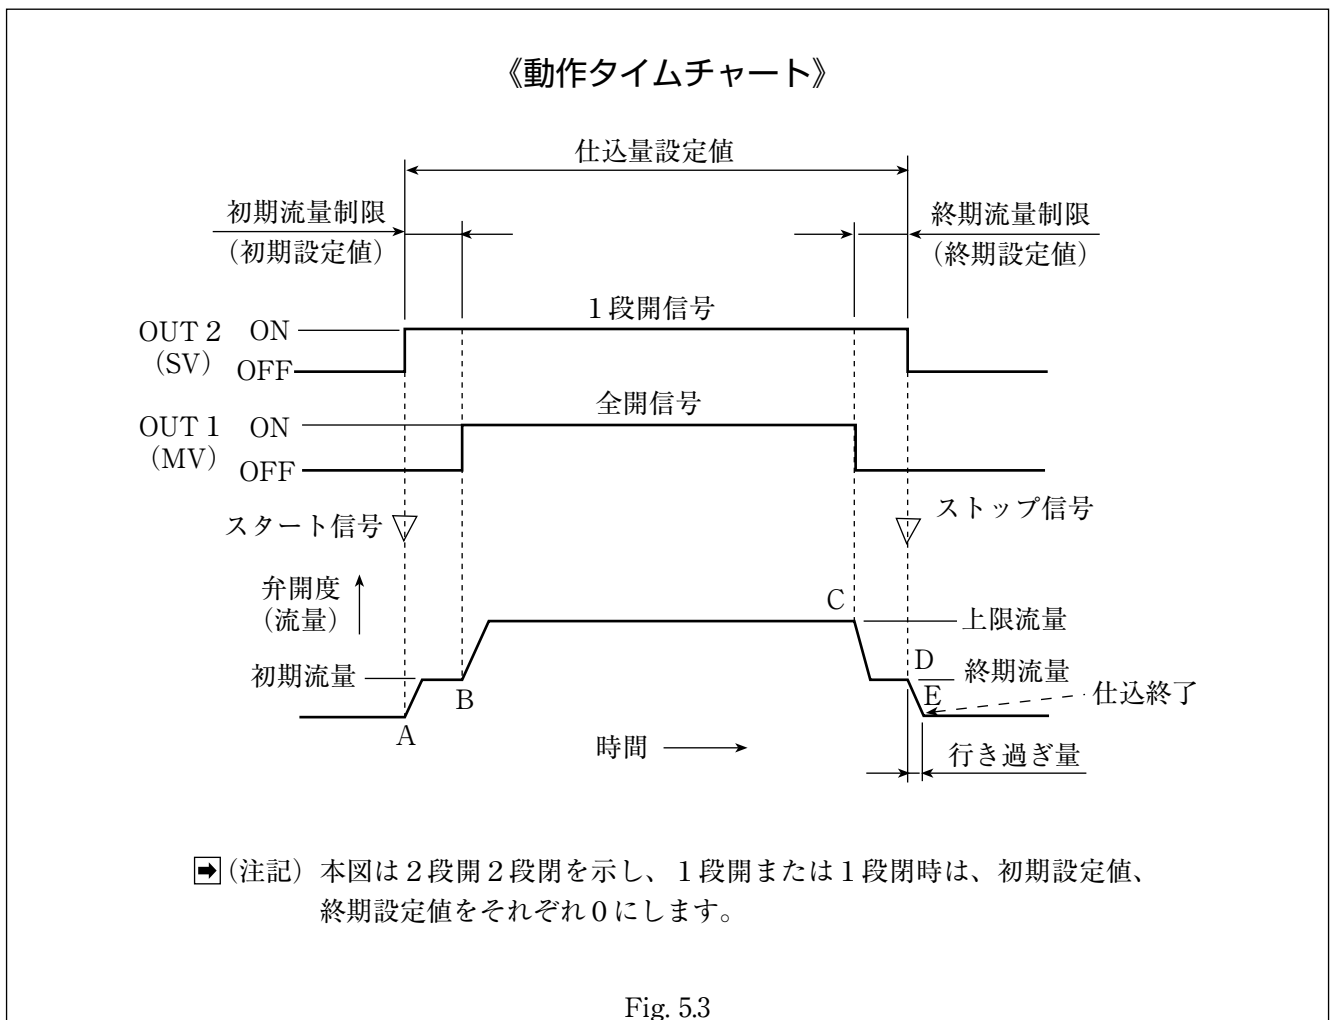 《動作タイムチャート》
仕込量設定値
初期流量制限
(初期設定値)
終期流量制限
(終期設定値)
1段開信号
OUT 2 ON
(SV)
OFF
全開信号
OUT 1 ON
(MV)
OFF
スタート信号
ストップ信号
弁開度
(流量)
C
上限流量
初期流量
D
終期流量
B
E
仕込終了
A
時間
行き過ぎ量
(注記) 本図は2段開2段閉を示し、1段開または1段閉時は、初期設定値、
終期設定値をそれぞれ0にします。
Fig. 5.3